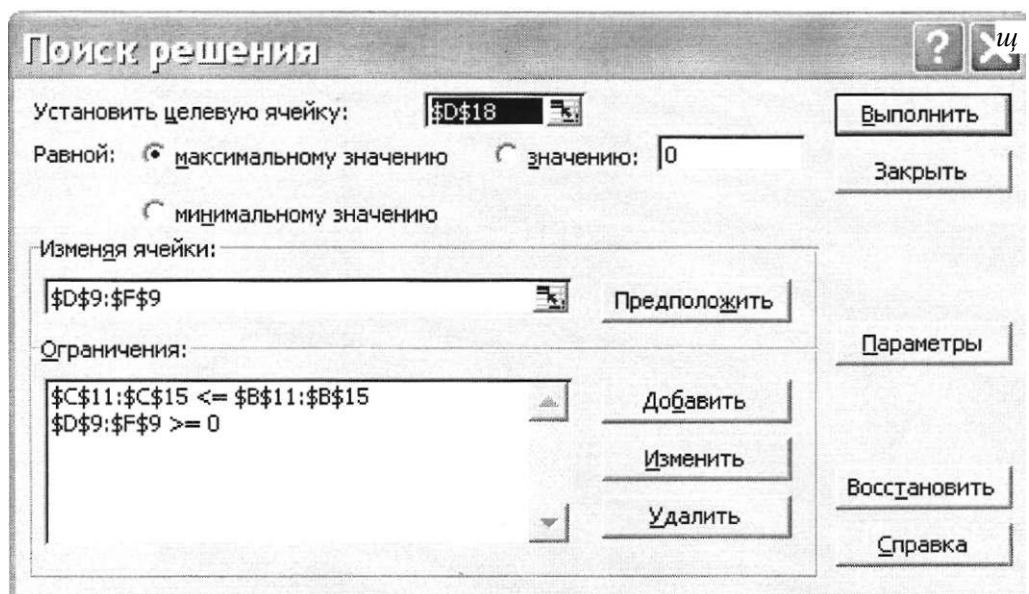 Поиск решения
? щ
Установить целевую ячейку: $D$18
Выполнить
Равной: максимальному значению значению: 0
Закрыть
минимальному значению
Изменяя ячейки:
$D$9:$F$9
Предположить
Параметры
Ограничения:
$C$11:$C$15 <= $B$11:$B$15
$D$9:$F$9 >= 0
Добавить
Изменить
Удалить
Восстановить
Справка